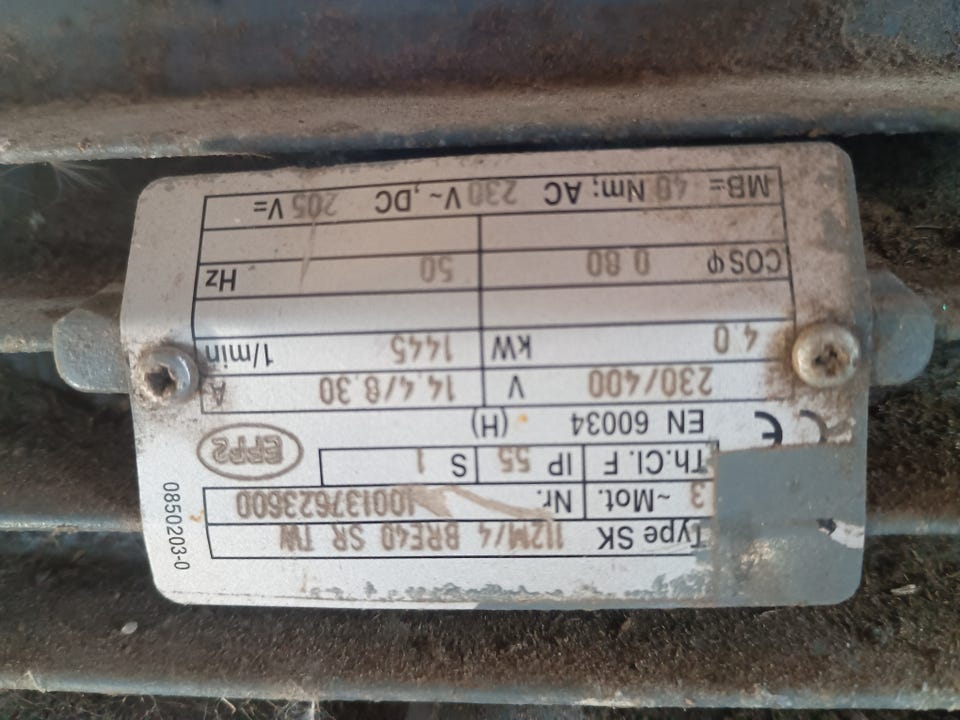 Type SK 112M/4 BRE40 SR TW
3 ~Mot. Nr. 100137623600
Th.Cl. F IP 55 S 1
EFF2
CE EN 60034 (H)
230/400 V 14.4/8.30 A
4.0 kW 1445 1/min
COSφ 0.80 50 Hz
MB= 40 Nm; AC 230 V~, DC 205 V=
0850203-0